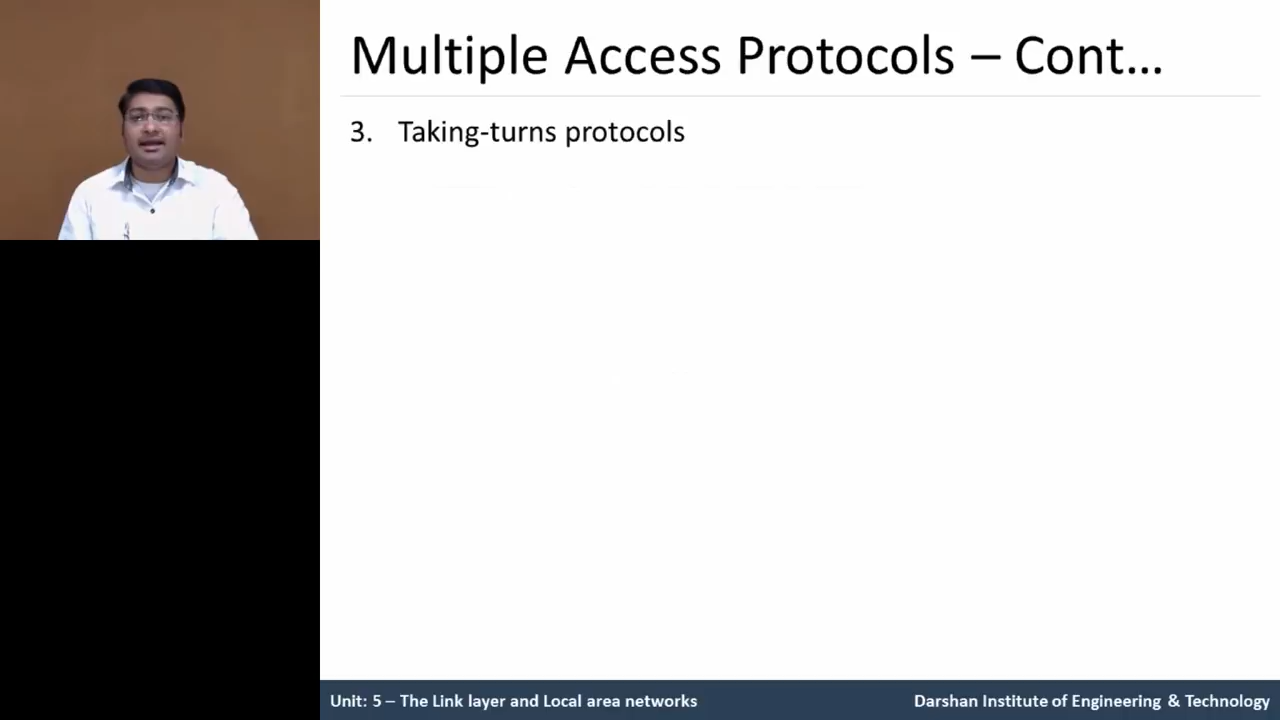 Multiple Access Protocols – Cont…
3. Taking-turns protocols
Unit: 5 – The Link layer and Local area networks
Darshan Institute of Engineering & Technology